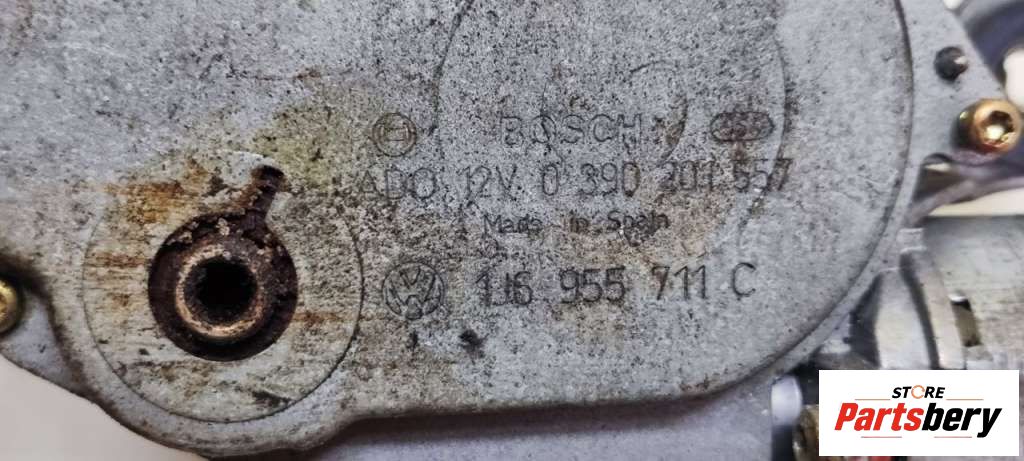 BOSCH
ADO 12V 0 390 201 557
Made in Spain
1J6 955 711 C
STORE
Partsbery